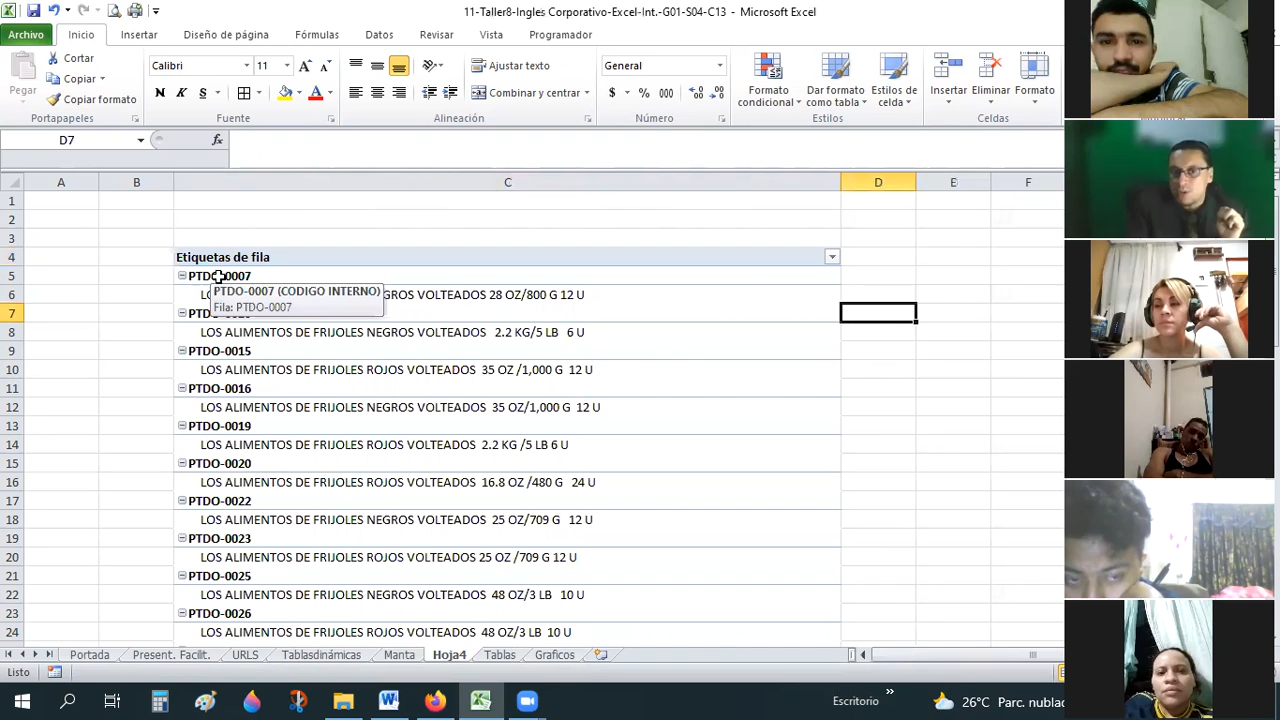 11-Taller8-Ingles Corporativo-Excel-Int.-G01-S04-C13 - Microsoft Excel
Archivo Inicio Insertar Diseño de página Fórmulas Datos Revisar Vista Programador
Pegar
Cortar
Copiar
Copiar formato
Portapapeles
Calibri 11
N K S
Fuente
Ajustar texto
Combinar y centrar
Alineación
General
$ % 000
Número
Formato condicional
Dar formato como tabla
Estilos de celda
Estilos
Insertar Eliminar Formato
Celdas
D7 fx
A B C D E F
1
2
3
4 Etiquetas de fila
5 PTDO-0007
PTDO-0007 (CODIGO INTERNO)
Fila: PTDO-0007
6 GROS VOLTEADOS 28 OZ/800 G 12 U
7
8 LOS ALIMENTOS DE FRIJOLES NEGROS VOLTEADOS 2.2 KG/5 LB 6 U
9 PTDO-0015
10 LOS ALIMENTOS DE FRIJOLES ROJOS VOLTEADOS 35 OZ /1,000 G 12 U
11 PTDO-0016
12 LOS ALIMENTOS DE FRIJOLES NEGROS VOLTEADOS 35 OZ/1,000 G 12 U
13 PTDO-0019
14 LOS ALIMENTOS DE FRIJOLES ROJOS VOLTEADOS 2.2 KG /5 LB 6 U
15 PTDO-0020
16 LOS ALIMENTOS DE FRIJOLES ROJOS VOLTEADOS 16.8 OZ /480 G 24 U
17 PTDO-0022
18 LOS ALIMENTOS DE FRIJOLES NEGROS VOLTEADOS 25 OZ/709 G 12 U
19 PTDO-0023
20 LOS ALIMENTOS DE FRIJOLES ROJOS VOLTEADOS 25 OZ /709 G 12 U
21 PTDO-0025
22 LOS ALIMENTOS DE FRIJOLES NEGROS VOLTEADOS 48 OZ/3 LB 10 U
23 PTDO-0026
24 LOS ALIMENTOS DE FRIJOLES ROJOS VOLTEADOS 48 OZ/3 LB 10 U
Portada Present. Facilit. URLS Tablasdinámicas Manta Hoja4 Tablas Graficos
Listo
Escritorio » 26°C Parc. nublado